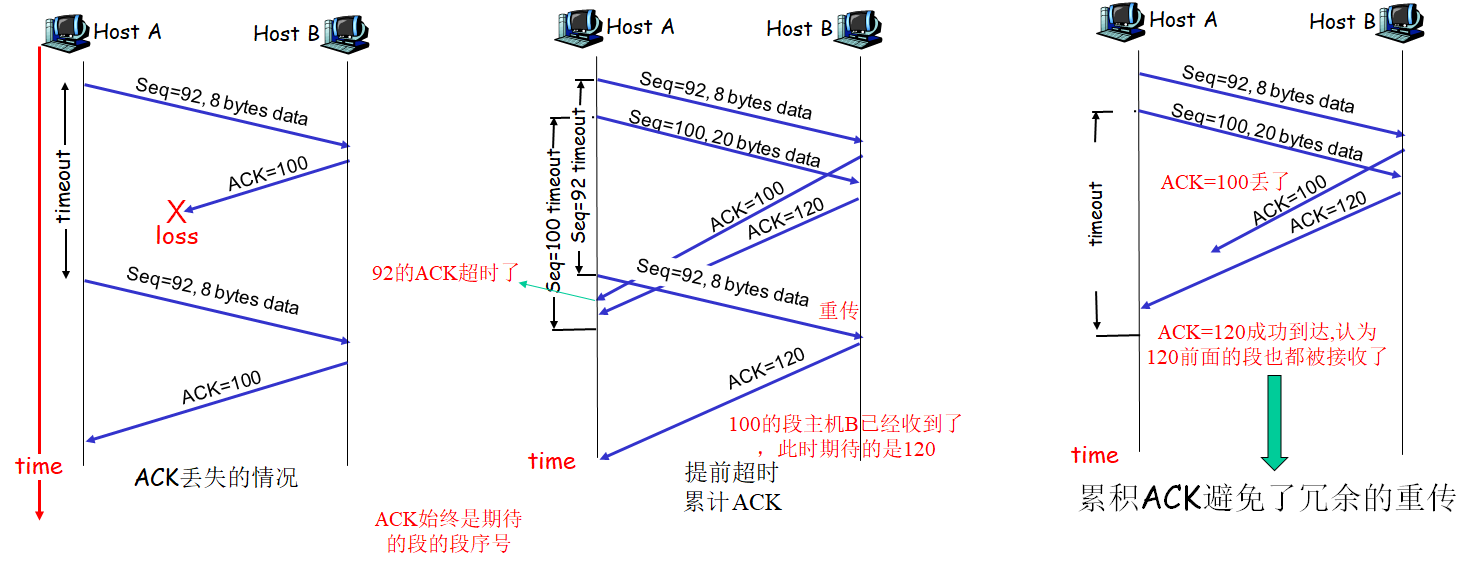 Host A
Host B
Seq=92, 8 bytes data
timeout
ACK=100
X
loss
Seq=92, 8 bytes data
ACK=100
time
ACK丢失的情况
Host A
Host B
Seq=92, 8 bytes data
Seq=100, 20 bytes data
Seq=92 timeout
Seq=100 timeout
ACK=100
ACK=120
92的ACK超时了
Seq=92, 8 bytes data
重传
ACK=120
100的段主机B已经收到了
，此时期待的是120
time
提前超时
累计ACK
ACK始终是期待
的段的段序号
Host A
Host B
Seq=92, 8 bytes data
Seq=100, 20 bytes data
timeout
ACK=100丢了
ACK=100
ACK=120
ACK=120成功到达,认为
120前面的段也都被接收了
time
累积ACK避免了冗余的重传